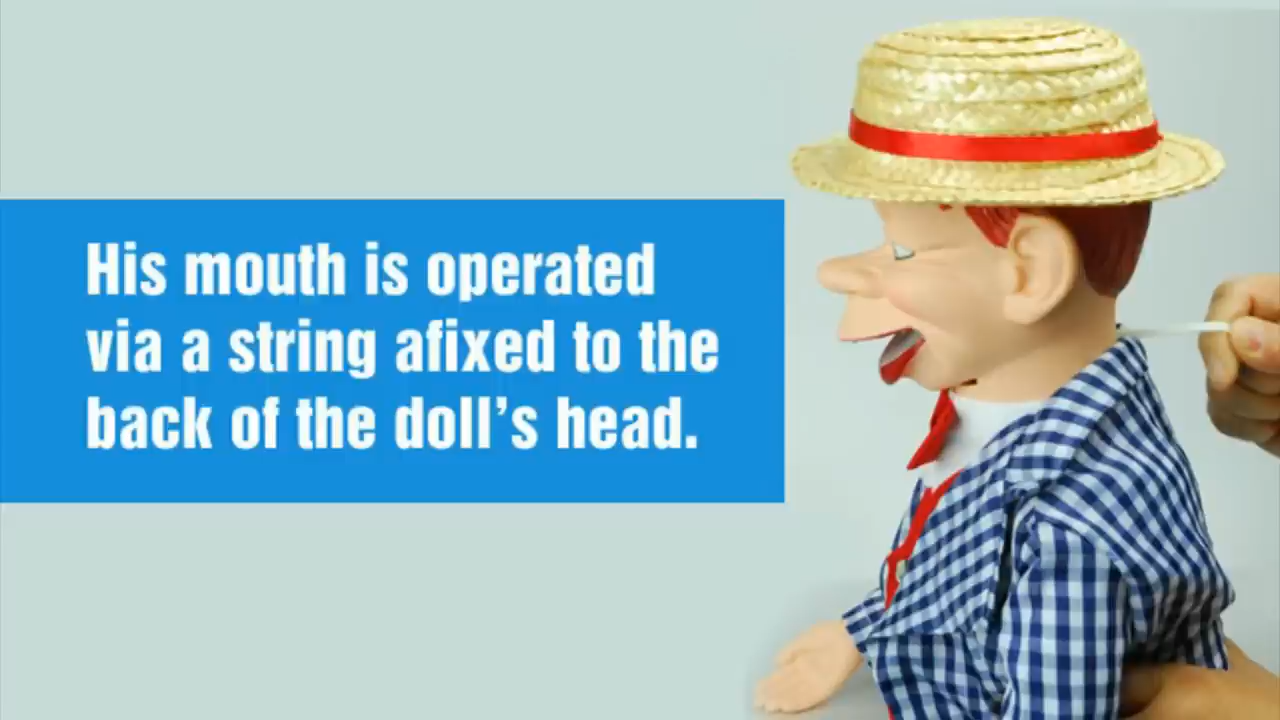 His mouth is operated
via a string afixed to the
back of the doll’s head.